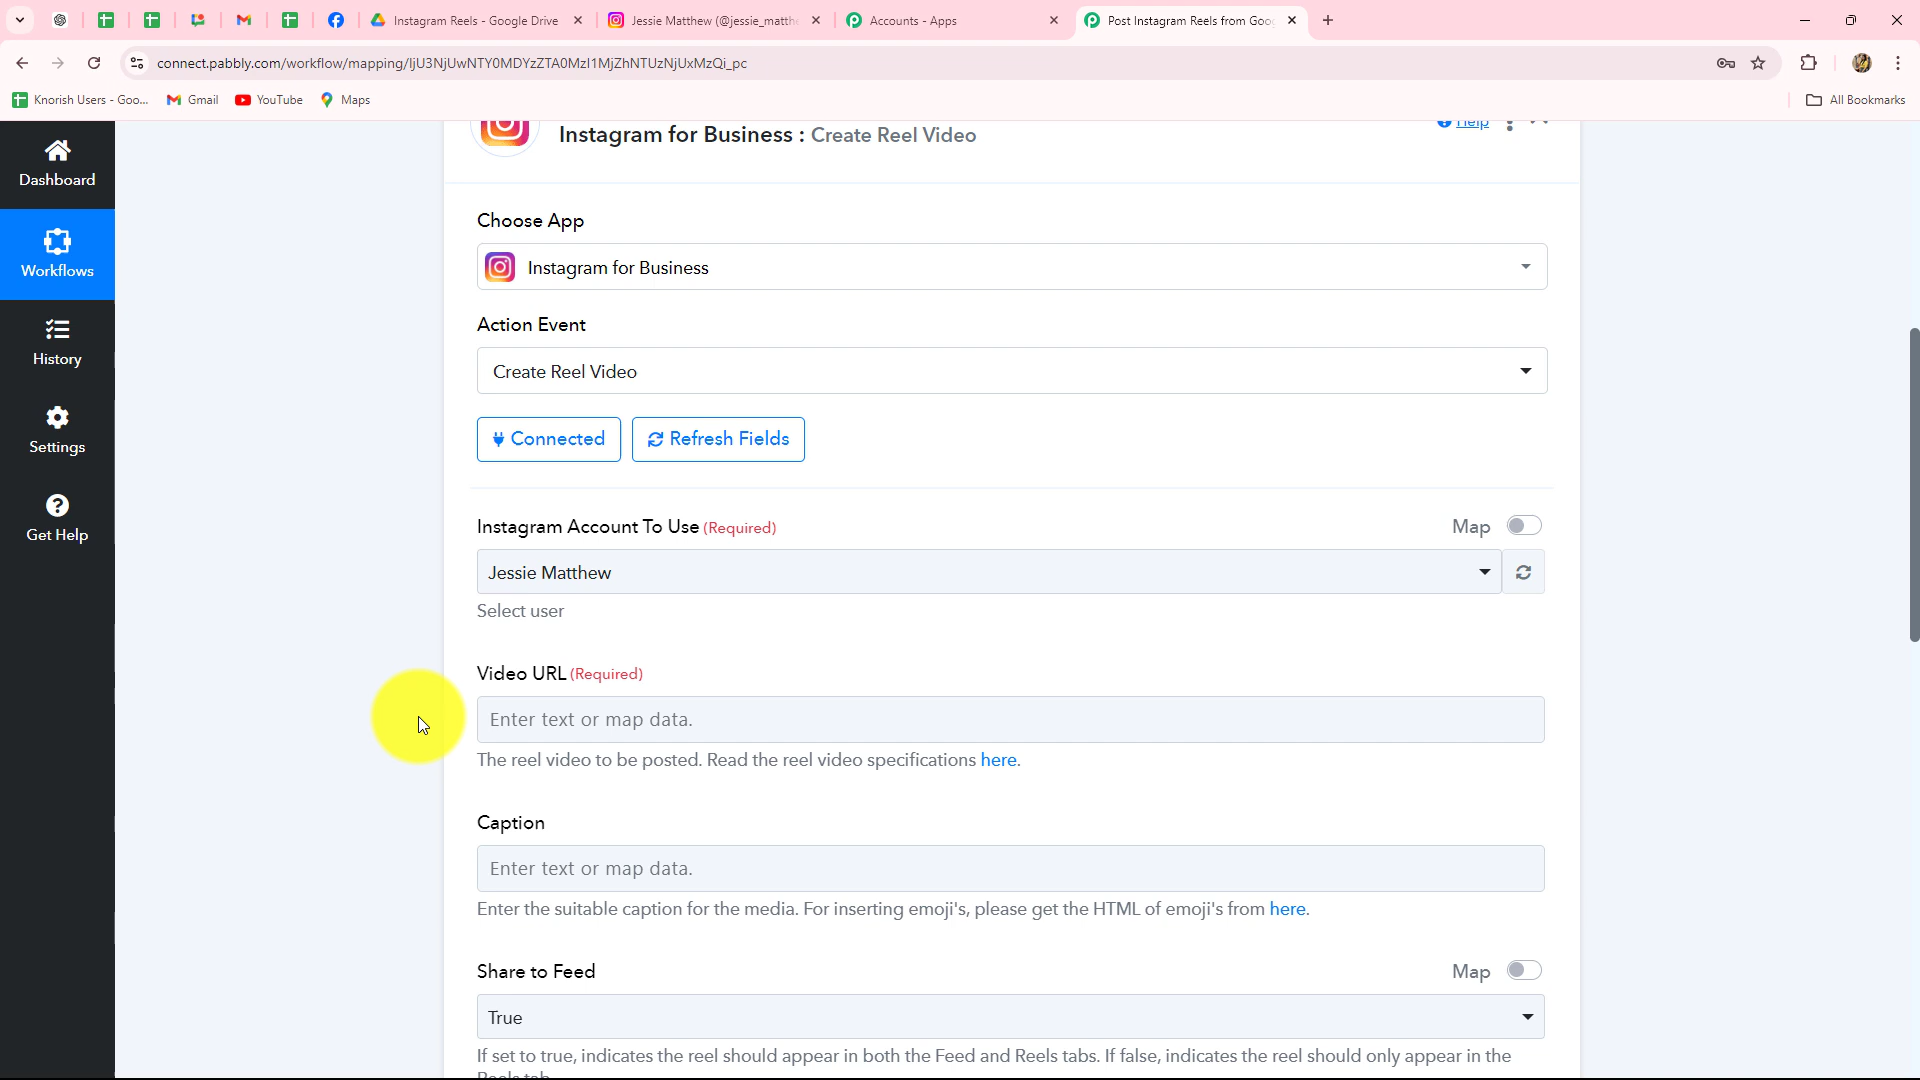 Instagram Reels - Google Drive
Jessie Matthew (@jessie_matthe
Accounts - Apps
Post Instagram Reels from Goo
connect.pabbly.com/workflow/mapping/IjU3NjUwNTY0MDYzZTA0MzI1MjZhNTUzNjUxMzQi_pc
Knorish Users - Goo...
Gmail
YouTube
Maps
All Bookmarks
Dashboard
Workflows
History
Settings
Get Help
Instagram for Business : Create Reel Video
Help
Choose App
Instagram for Business
Action Event
Create Reel Video
Connected
Refresh Fields
Instagram Account To Use (Required)
Map
Jessie Matthew
Select user
Video URL (Required)
Enter text or map data.
The reel video to be posted. Read the reel video specifications here.
Caption
Enter text or map data.
Enter the suitable caption for the media. For inserting emoji's, please get the HTML of emoji's from here.
Share to Feed
Map
True
If set to true, indicates the reel should appear in both the Feed and Reels tabs. If false, indicates the reel should only appear in the
Reels tab